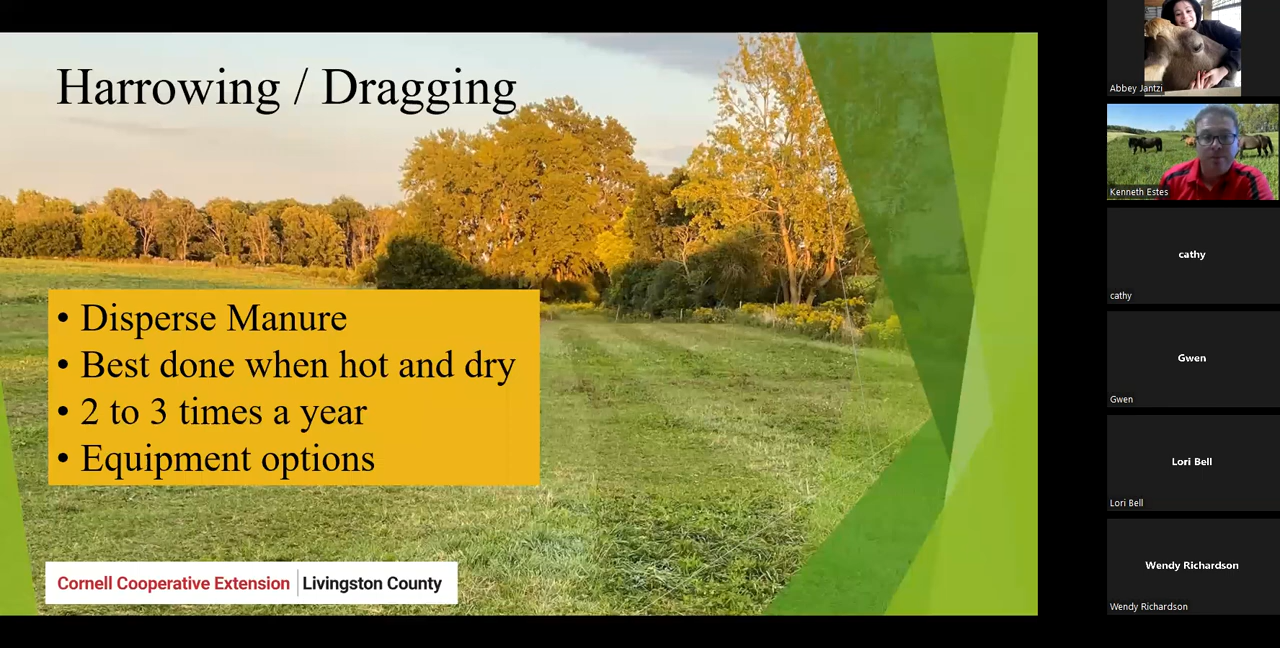 Harrowing / Dragging
• Disperse Manure
• Best done when hot and dry
• 2 to 3 times a year
• Equipment options
Cornell Cooperative Extension | Livingston County
Abbey Jantzi
Kenneth Estes
cathy
cathy
Gwen
Gwen
Lori Bell
Lori Bell
Wendy Richardson
Wendy Richardson